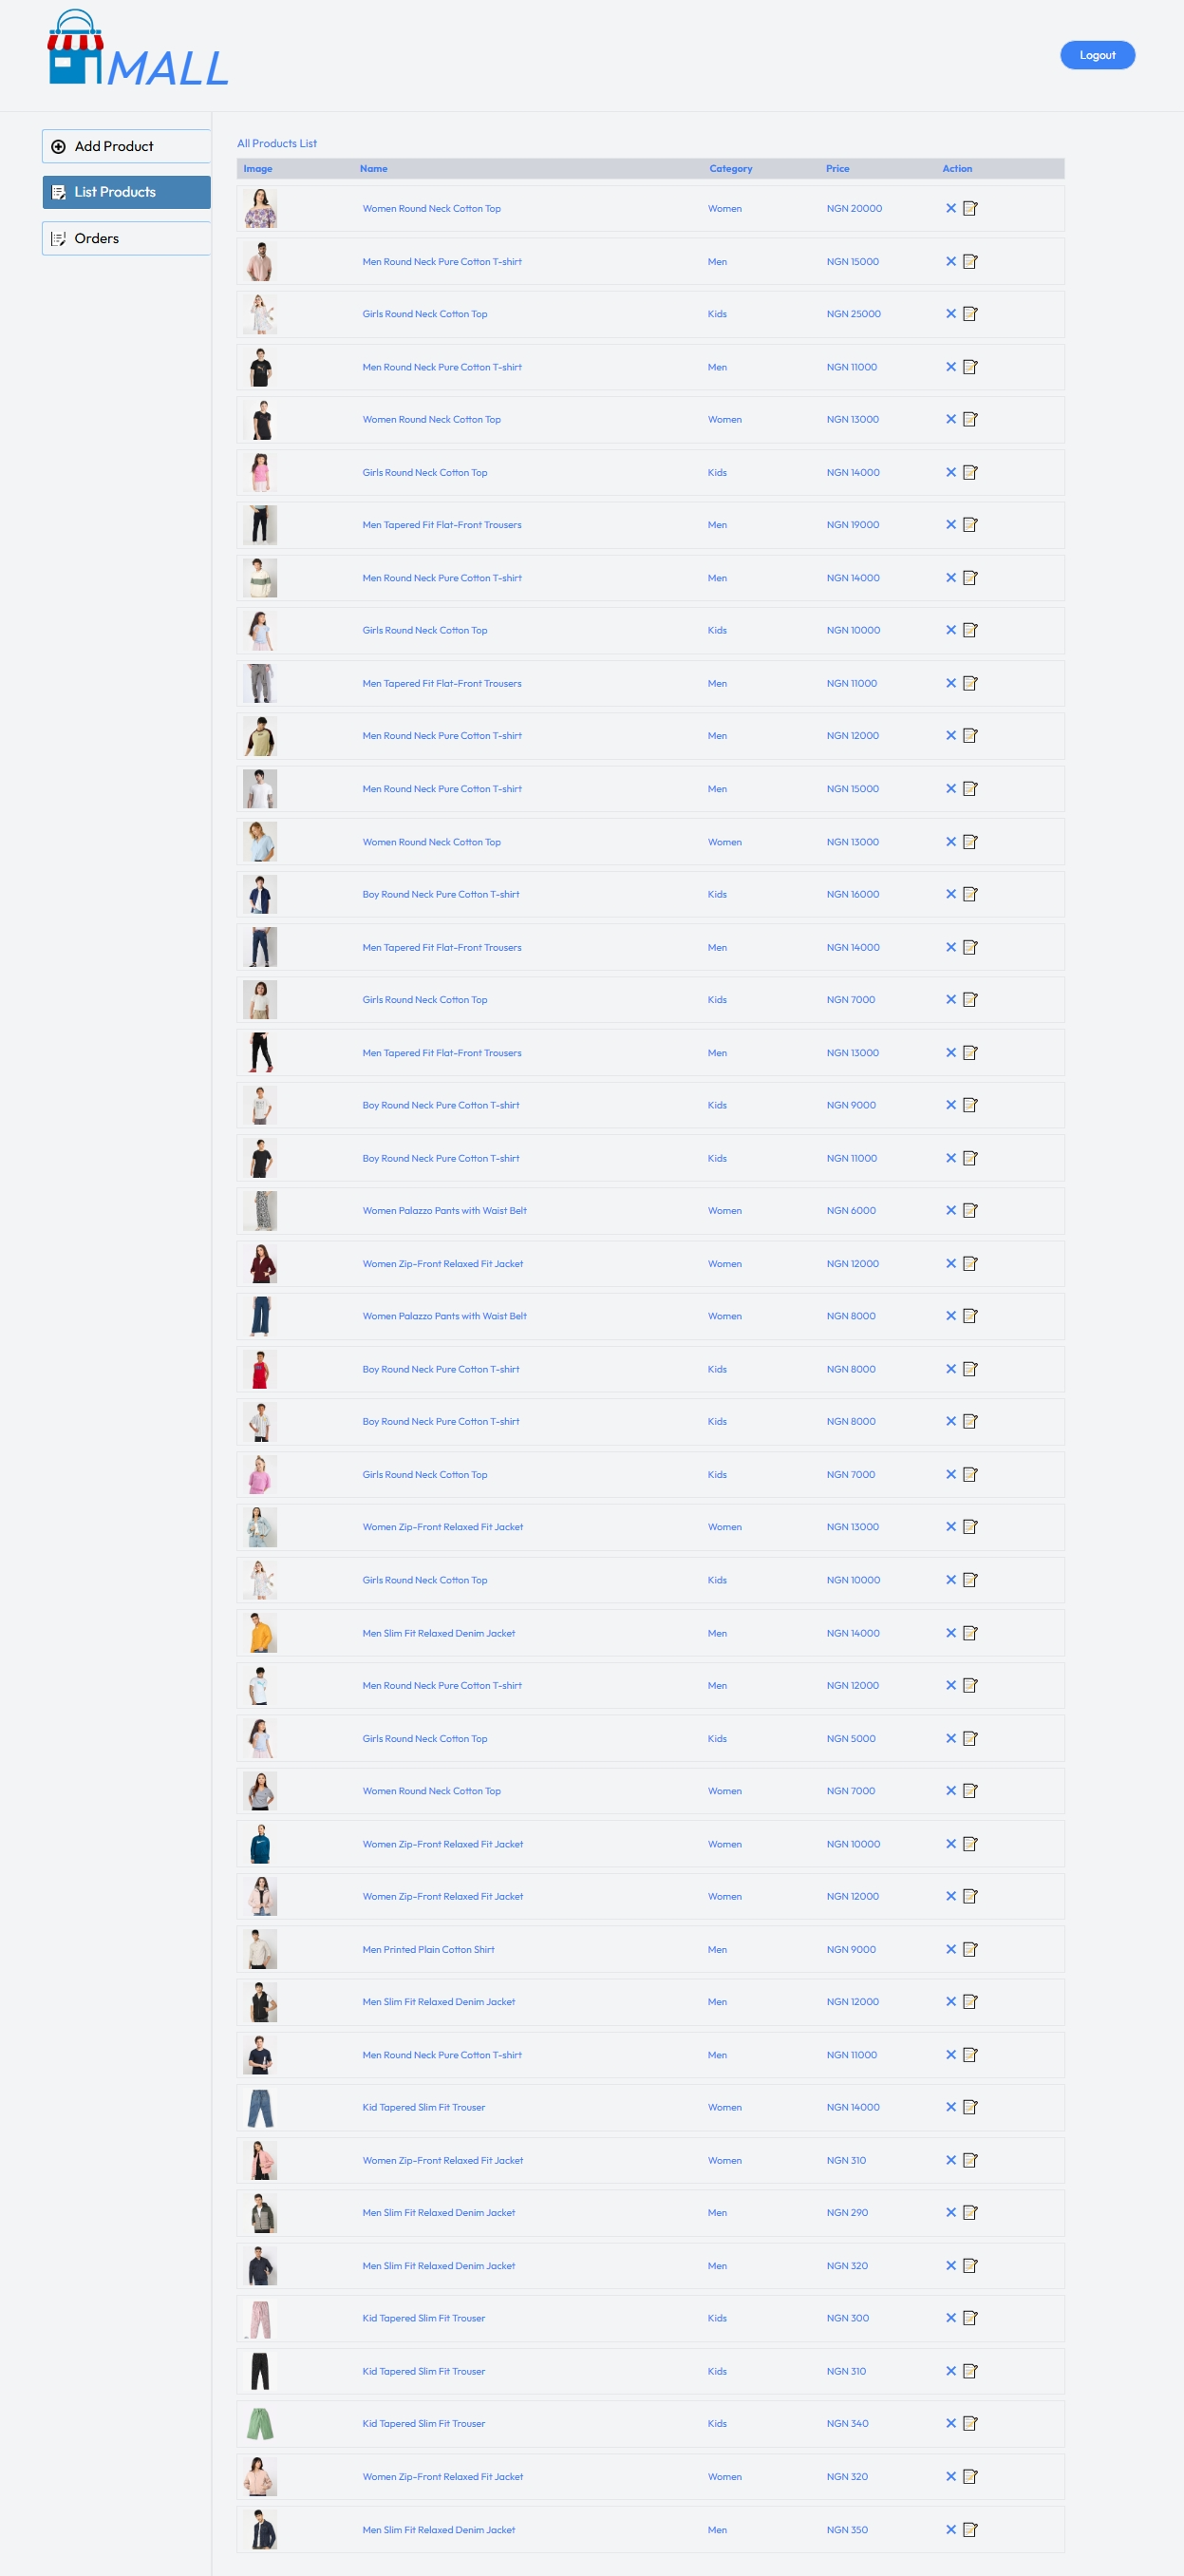 MALL
Logout
Add Product
List Products
Orders
All Products List
Image Name Category Price Action
Women Round Neck Cotton Top Women NGN 20000
Men Round Neck Pure Cotton T-shirt Men NGN 15000
Girls Round Neck Cotton Top Kids NGN 25000
Men Round Neck Pure Cotton T-shirt Men NGN 11000
Women Round Neck Cotton Top Women NGN 13000
Girls Round Neck Cotton Top Kids NGN 14000
Men Tapered Fit Flat-Front Trousers Men NGN 19000
Men Round Neck Pure Cotton T-shirt Men NGN 14000
Girls Round Neck Cotton Top Kids NGN 10000
Men Tapered Fit Flat-Front Trousers Men NGN 11000
Men Round Neck Pure Cotton T-shirt Men NGN 12000
Men Round Neck Pure Cotton T-shirt Men NGN 15000
Women Round Neck Cotton Top Women NGN 13000
Boy Round Neck Pure Cotton T-shirt Kids NGN 16000
Men Tapered Fit Flat-Front Trousers Men NGN 14000
Girls Round Neck Cotton Top Kids NGN 7000
Men Tapered Fit Flat-Front Trousers Men NGN 13000
Boy Round Neck Pure Cotton T-shirt Kids NGN 9000
Boy Round Neck Pure Cotton T-shirt Kids NGN 11000
Women Palazzo Pants with Waist Belt Women NGN 6000
Women Zip-Front Relaxed Fit Jacket Women NGN 12000
Women Palazzo Pants with Waist Belt Women NGN 8000
Boy Round Neck Pure Cotton T-shirt Kids NGN 8000
Boy Round Neck Pure Cotton T-shirt Kids NGN 8000
Girls Round Neck Cotton Top Kids NGN 7000
Women Zip-Front Relaxed Fit Jacket Women NGN 13000
Girls Round Neck Cotton Top Kids NGN 10000
Men Slim Fit Relaxed Denim Jacket Men NGN 14000
Men Round Neck Pure Cotton T-shirt Men NGN 12000
Girls Round Neck Cotton Top Kids NGN 5000
Women Round Neck Cotton Top Women NGN 7000
Women Zip-Front Relaxed Fit Jacket Women NGN 10000
Women Zip-Front Relaxed Fit Jacket Women NGN 12000
Men Printed Plain Cotton Shirt Men NGN 9000
Men Slim Fit Relaxed Denim Jacket Men NGN 12000
Men Round Neck Pure Cotton T-shirt Men NGN 11000
Kid Tapered Slim Fit Trouser Women NGN 14000
Women Zip-Front Relaxed Fit Jacket Women NGN 310
Men Slim Fit Relaxed Denim Jacket Men NGN 290
Men Slim Fit Relaxed Denim Jacket Men NGN 320
Kid Tapered Slim Fit Trouser Kids NGN 300
Kid Tapered Slim Fit Trouser Kids NGN 310
Kid Tapered Slim Fit Trouser Kids NGN 340
Women Zip-Front Relaxed Fit Jacket Women NGN 320
Men Slim Fit Relaxed Denim Jacket Men NGN 350